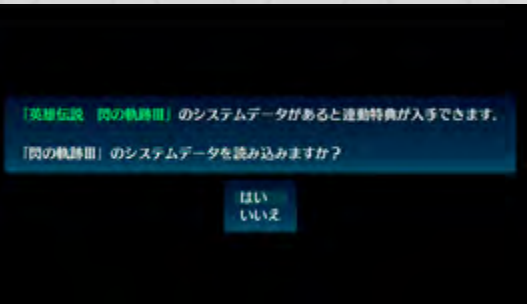 「英雄伝説 閃の軌跡III」のシステムデータがあると連動特典が入手できます。
「閃の軌跡III」のシステムデータを読み込みますか？
はい
いいえ